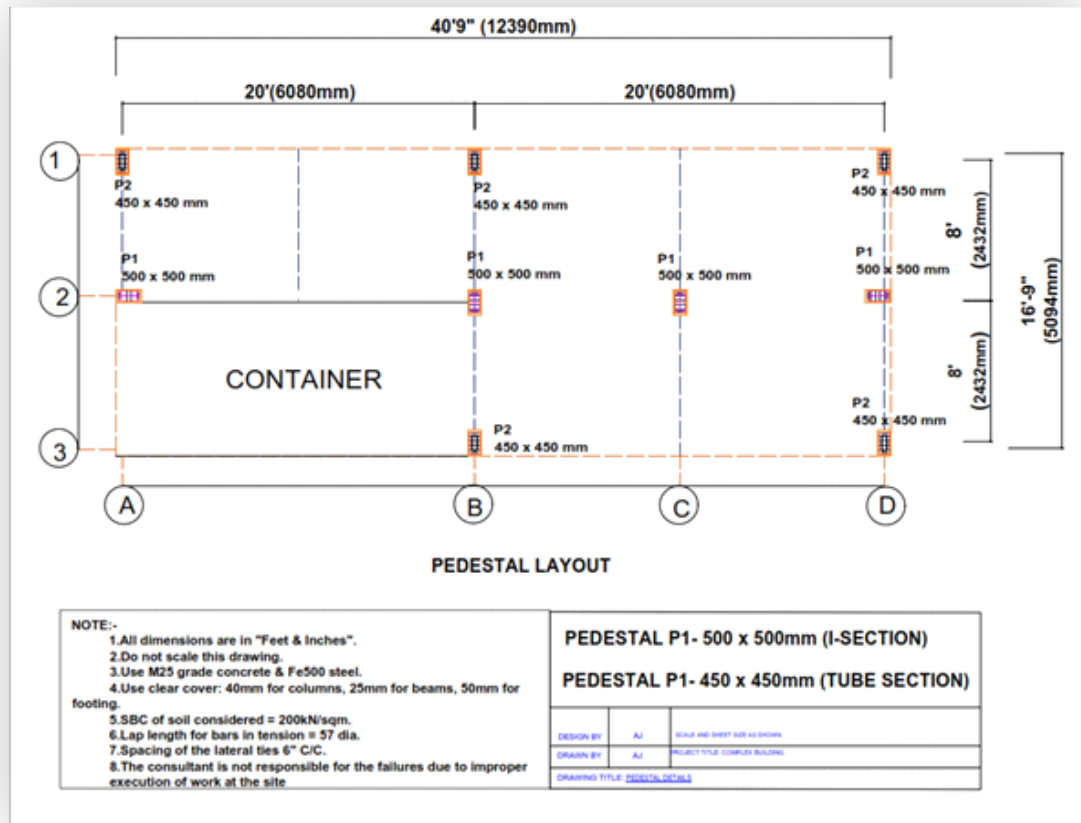 40'9" (12390mm)
20'(6080mm)
20'(6080mm)
1
P2
450 x 450 mm
P2
450 x 450 mm
P2
450 x 450 mm
8'
(2432mm)
P1
500 x 500 mm
P1
500 x 500 mm
P1
500 x 500 mm
P1
500 x 500 mm
2
16'-9"
(5094mm)
CONTAINER
8'
(2432mm)
P2
450 x 450 mm
P2
450 x 450 mm
3
A
B
C
D
PEDESTAL LAYOUT
NOTE:-
1.All dimensions are in "Feet & Inches".
2.Do not scale this drawing.
3.Use M25 grade concrete & Fe500 steel.
4.Use clear cover: 40mm for columns, 25mm for beams, 50mm for
footing.
5.SBC of soil considered = 200kN/sqm.
6.Lap length for bars in tension = 57 dia.
7.Spacing of the lateral ties 6" C/C.
8.The consultant is not responsible for the failures due to improper
execution of work at the site
PEDESTAL P1- 500 x 500mm (I-SECTION)
PEDESTAL P1- 450 x 450mm (TUBE SECTION)
DESIGN BY AJ SCALE AND SHEET SIZE AS SHOWN
DRAWN BY AJ PROJECT TITLE: COMPLEX BUILDING
DRAWING TITLE: PEDESTAL DETAILS